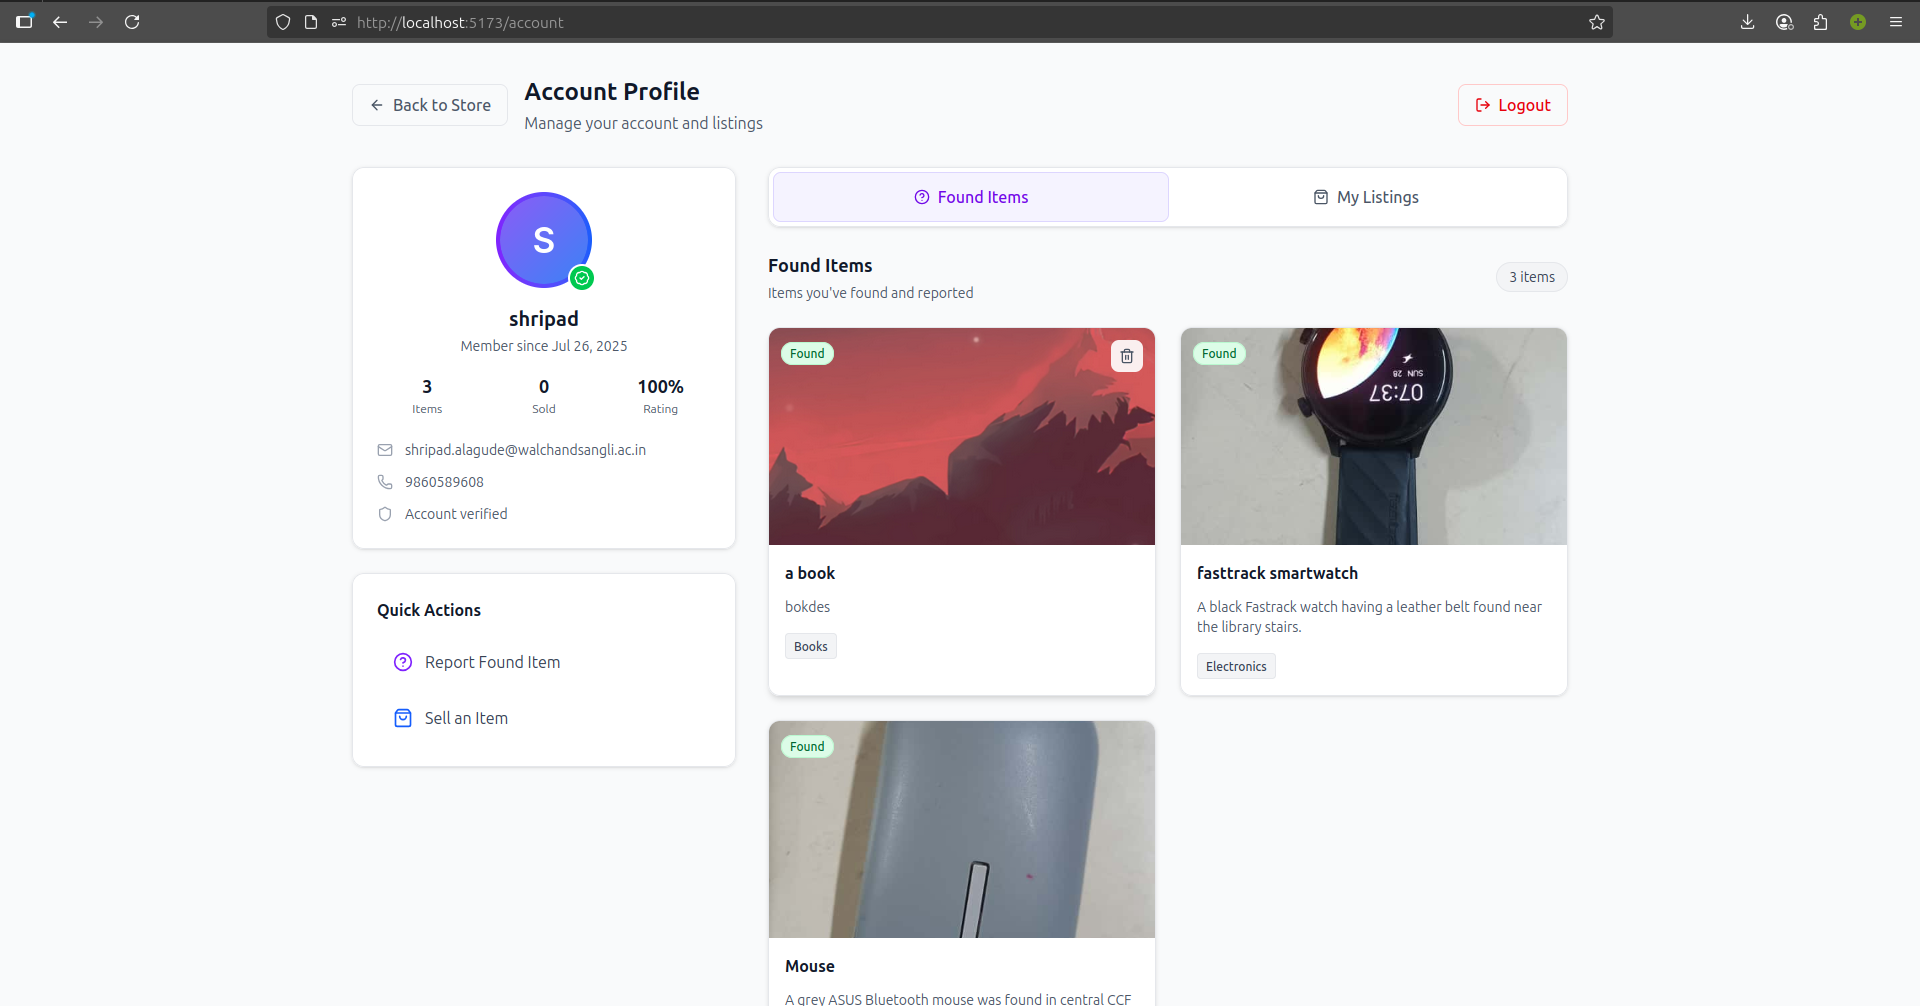 http://localhost:5173/account
Back to Store
Account Profile
Manage your account and listings
Logout
S
shripad
Member since Jul 26, 2025
3
Items
0
Sold
100%
Rating
shripad.alagude@walchandsangli.ac.in
9860589608
Account verified
Quick Actions
Report Found Item
Sell an Item
Found Items
My Listings
Found Items
Items you've found and reported
3 items
Found
a book
bokdes
Books
Found
SUN 28
07:37
fasttrack smartwatch
A black Fastrack watch having a leather belt found near
the library stairs.
Electronics
Found
Mouse
A grey ASUS Bluetooth mouse was found in central CCF